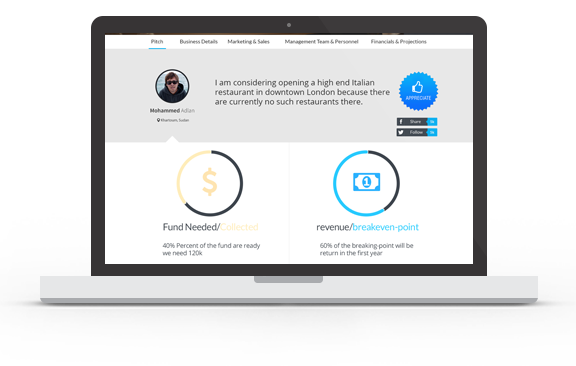 Pitch Business Details Marketing & Sales Management Team & Personnel Financials & Projections
I am considering opening a high end Italian
restaurant in downtown London because there
are currently no such restaurants there.
Mohammed Adlan
Khartown, Sudan
APPRECIATE
Share
Follow
$
1
Fund Needed/Collected
revenue/breakeven-point
40% Percent of the fund are ready
we need 120k
60% of the breaking-point will be
return in the first year